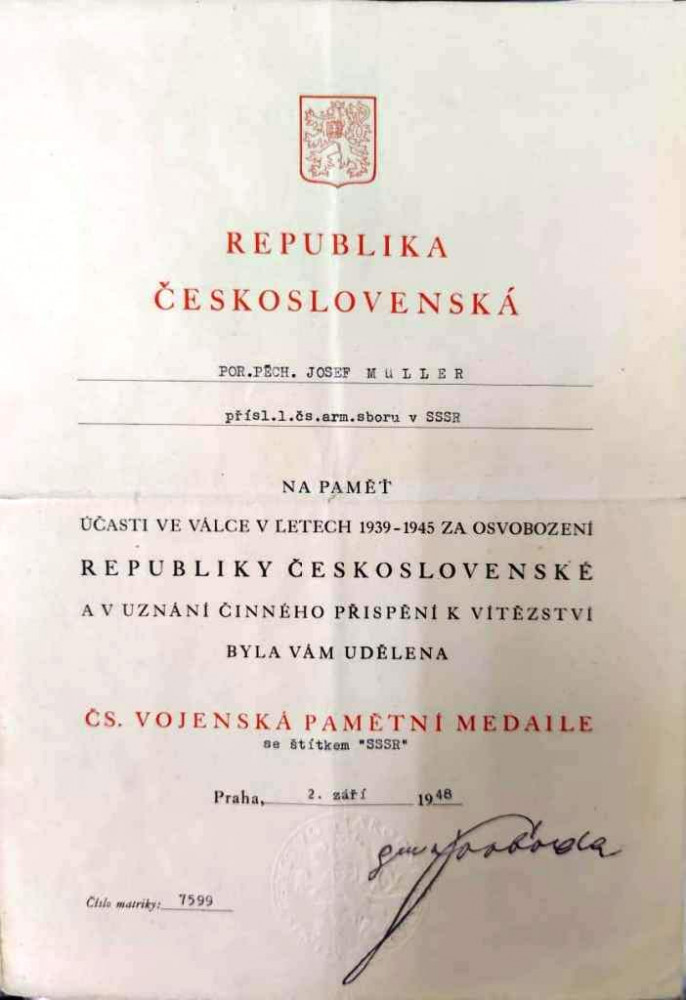 REPUBLIKA
ČESKOSLOVENSKÁ
POR.PĚCH. JOSEF MüLLER
přísl.1.čs.arm.sboru v SSSR
NA PAMĚŤ
ÚČASTI VE VÁLCE V LETECH 1939-1945 ZA OSVOBOZENÍ
REPUBLIKY ČESKOSLOVENSKÉ
A V UZNÁNÍ ČINNÉHO PŘISPĚNÍ K VÍTĚZSTVÍ
BYLA VÁM UDĚLENA
ČS. VOJENSKÁ PAMĚTNÍ MEDAILE
se štítkem "SSSR"
Praha, 2. září 1948
Svoboda
Číslo matriky: 7599